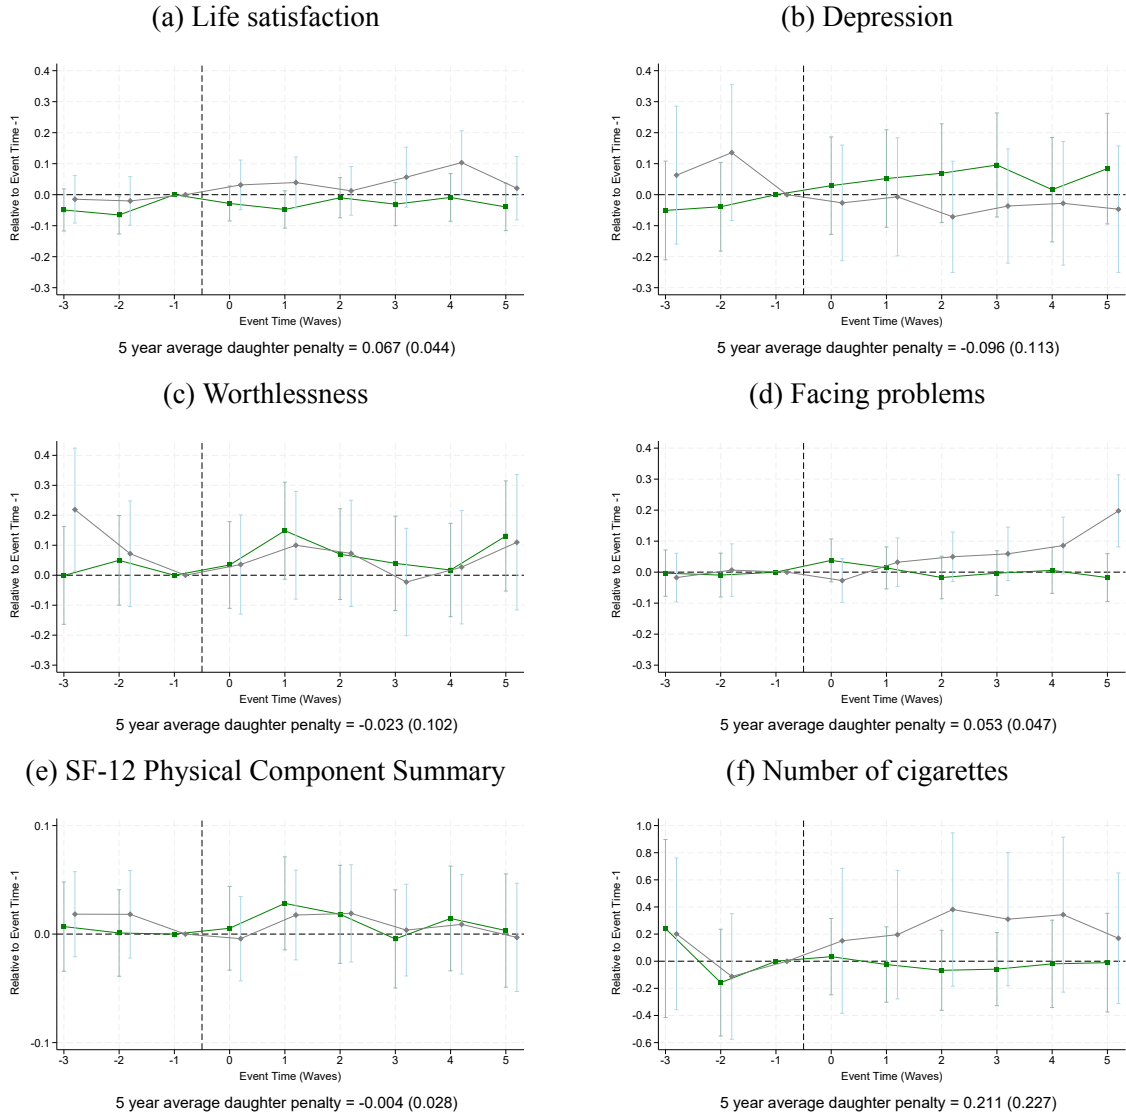 (a) Life satisfaction
Relative to Event Time -1
0.4
0.3
0.2
0.1
0.0
-0.1
-0.2
-0.3
-3 -2 -1 0 1 2 3 4 5
Event Time (Waves)
5 year average daughter penalty = 0.067 (0.044)
(b) Depression
Relative to Event Time -1
0.4
0.3
0.2
0.1
0.0
-0.1
-0.2
-0.3
-3 -2 -1 0 1 2 3 4 5
Event Time (Waves)
5 year average daughter penalty = -0.096 (0.113)
(c) Worthlessness
Relative to Event Time -1
0.4
0.3
0.2
0.1
0.0
-0.1
-0.2
-0.3
-3 -2 -1 0 1 2 3 4 5
Event Time (Waves)
5 year average daughter penalty = -0.023 (0.102)
(d) Facing problems
Relative to Event Time -1
0.4
0.3
0.2
0.1
0.0
-0.1
-0.2
-0.3
-3 -2 -1 0 1 2 3 4 5
Event Time (Waves)
5 year average daughter penalty = 0.053 (0.047)
(e) SF-12 Physical Component Summary
Relative to Event Time -1
0.1
0.0
-0.1
-3 -2 -1 0 1 2 3 4 5
Event Time (Waves)
5 year average daughter penalty = -0.004 (0.028)
(f) Number of cigarettes
Relative to Event Time -1
1.0
0.8
0.6
0.4
0.2
0.0
-0.2
-0.4
-0.6
-3 -2 -1 0 1 2 3 4 5
Event Time (Waves)
5 year average daughter penalty = 0.211 (0.227)